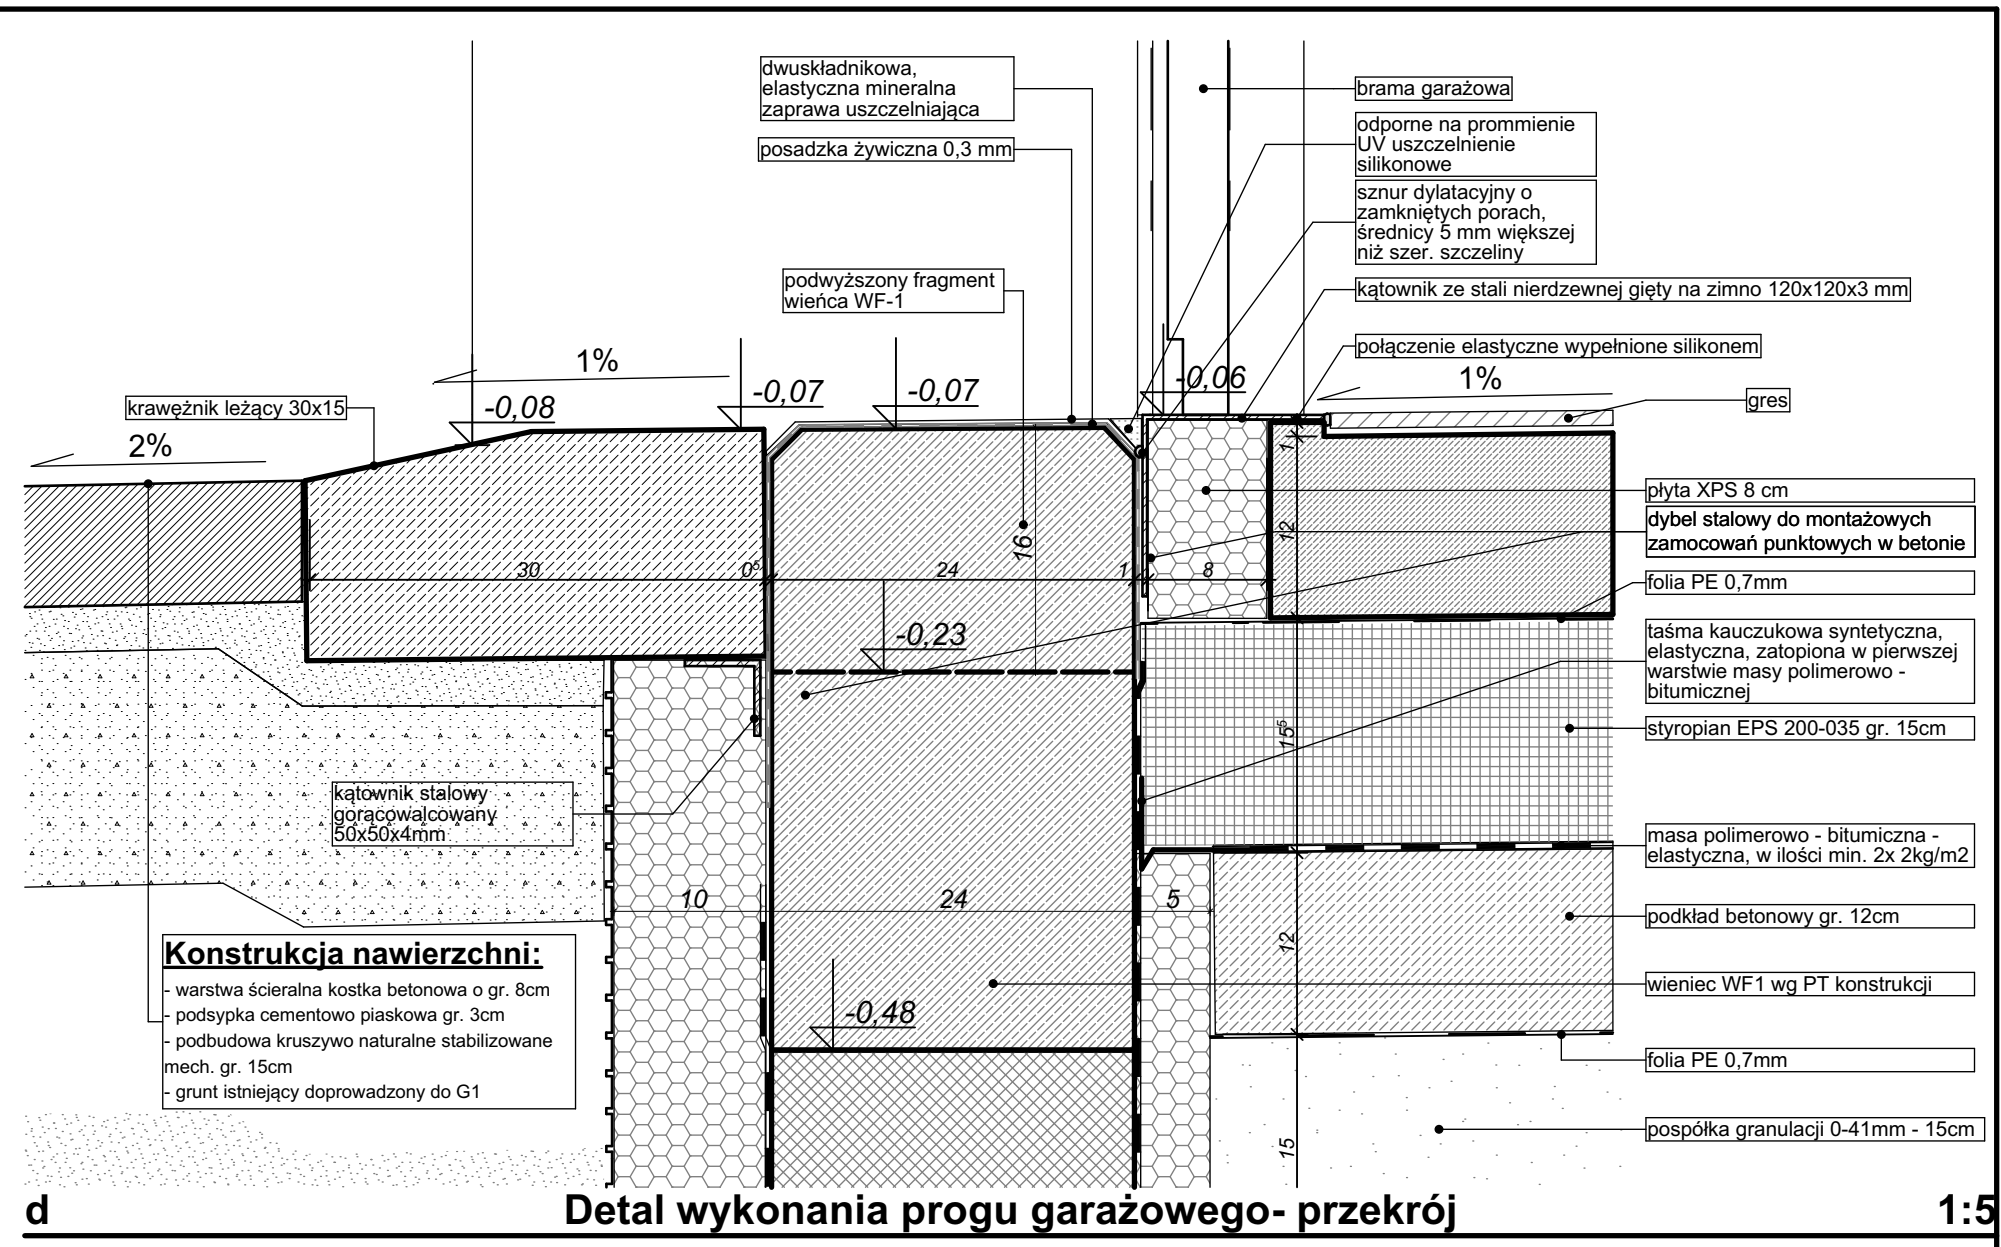 dwuskładnikowa,
elastyczna mineralna
zaprawa uszczelniająca
posadzka żywiczna 0,3 mm
podwyższony fragment
wieńca WF-1
brama garażowa
odporne na prommienie
UV uszczelnienie
silikonowe
sznur dylatacyjny o
zamkniętych porach,
średnicy 5 mm większej
niż szer. szczeliny
kątownik ze stali nierdzewnej gięty na zimno 120x120x3 mm
połączenie elastyczne wypełnione silikonem
1%
-0,08
-0,07
-0,07
-0,06
1%
gres
krawężnik leżący 30x15
2%
1
12
16
30
0⁵
24
1
8
-0,23
płyta XPS 8 cm
dybel stalowy do montażowych
zamocowań punktowych w betonie
folia PE 0,7mm
taśma kauczukowa syntetyczna,
elastyczna, zatopiona w pierwszej
warstwie masy polimerowo -
bitumicznej
styropian EPS 200-035 gr. 15cm
15⁵
kątownik stalowy
gorącowalcowany
50x50x4mm
masa polimerowo - bitumiczna -
elastyczna, w ilości min. 2x 2kg/m2
10
24
5
12
podkład betonowy gr. 12cm
wieniec WF1 wg PT konstrukcji
-0,48
folia PE 0,7mm
pospółka granulacji 0-41mm - 15cm
15
Konstrukcja nawierzchni:
- warstwa ścieralna kostka betonowa o gr. 8cm
- podsypka cementowo piaskowa gr. 3cm
- podbudowa kruszywo naturalne stabilizowane
mech. gr. 15cm
- grunt istniejący doprowadzony do G1
d
Detal wykonania progu garażowego- przekrój
1:5